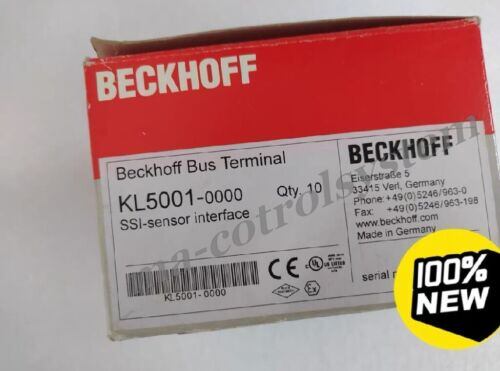 BECKHOFF
Beckhoff Bus Terminal
KL5001-0000 Qty. 10
SSI-sensor interface
KL5001-0000
CE
BECKHOFF
Eiserstraße 5
33415 Verl, Germany
Phone: +49(0)5246/963-0
Fax: +49(0)5246/963-198
www.beckhoff.com
Made in Germany
serial
100%
NEW